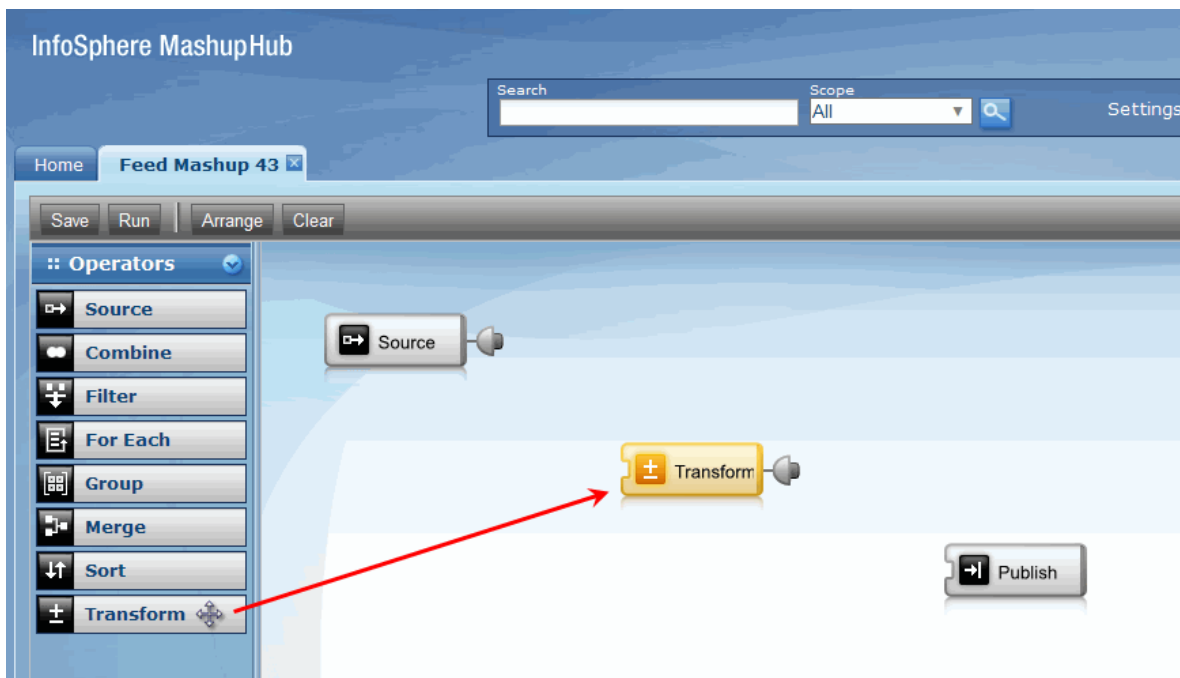 InfoSphere MashupHub
Search
Scope
All
Settings
Home
Feed Mashup 43
Save Run Arrange Clear
Operators
Source
Combine
Filter
For Each
Group
Merge
Sort
Transform
Source
Transform
Publish